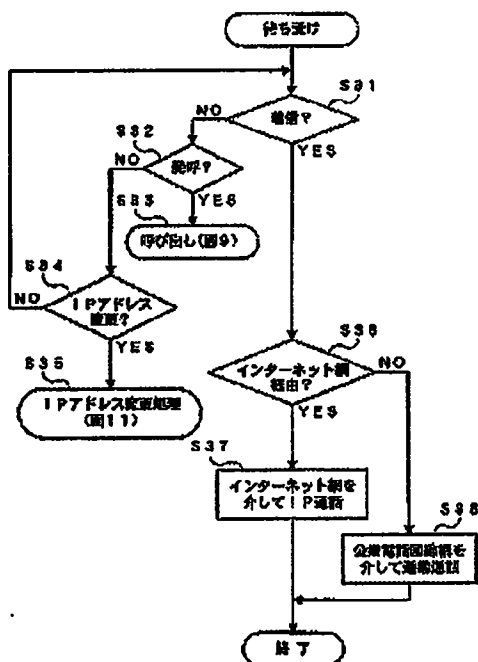 待ち受け
S31
着信?
NO
YES
S32
発呼?
NO
YES
S33
呼び出し(図9)
S34
IPアドレス
変更?
NO
YES
S35
IPアドレス変更処理
(図11)
S36
インターネット網
経由?
NO
YES
S37
インターネット網を
介してIP通話
S38
公衆電話回線網を
介して通常通話
終了